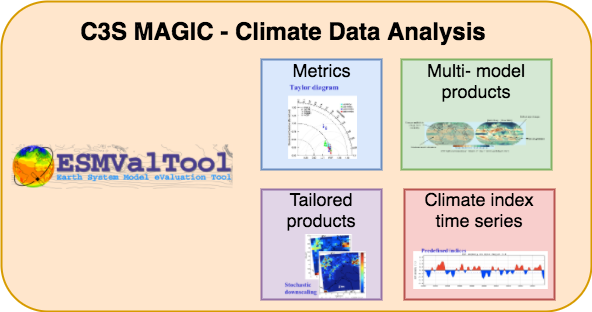 C3S MAGIC - Climate Data Analysis
Metrics
Taylor diagram
Multi- model
products
ESMValTool
Earth System Model eValuation Tool
Tailored
products
Stochastic
downscaling
Climate index
time series
Predefined indices